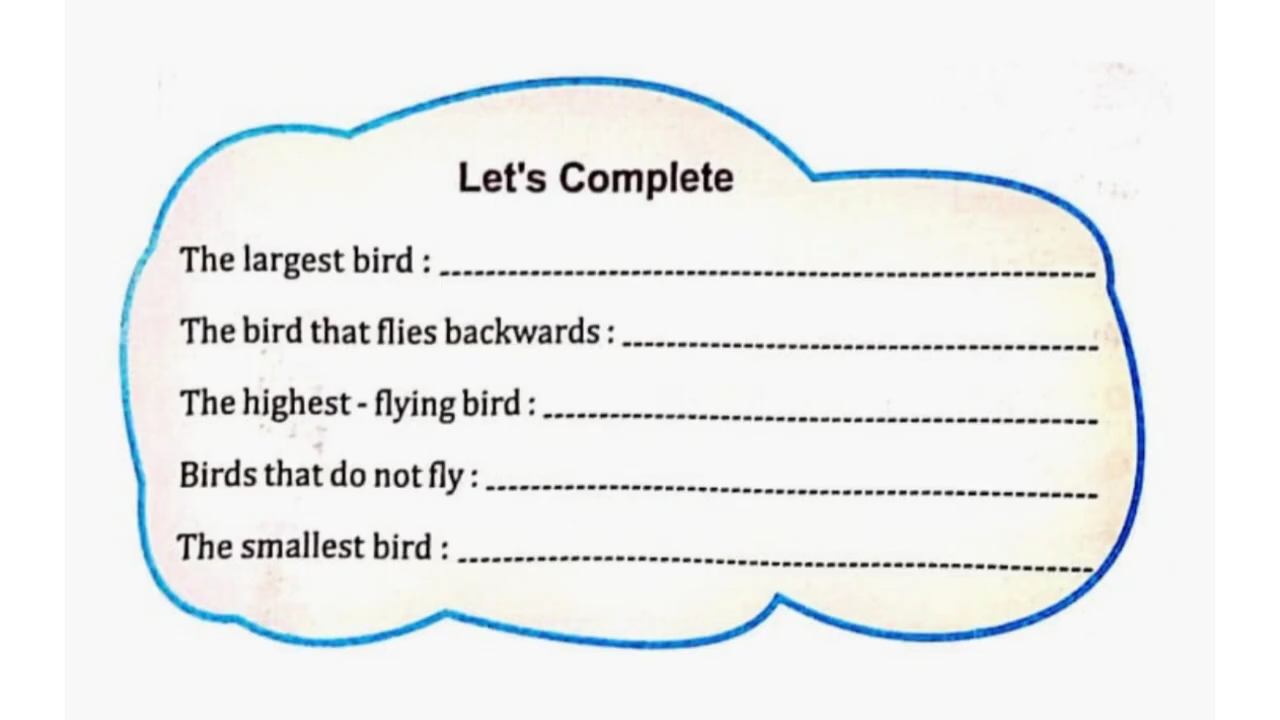 Let's Complete
The largest bird :
The bird that flies backwards :
The highest - flying bird :
Birds that do not fly :
The smallest bird :